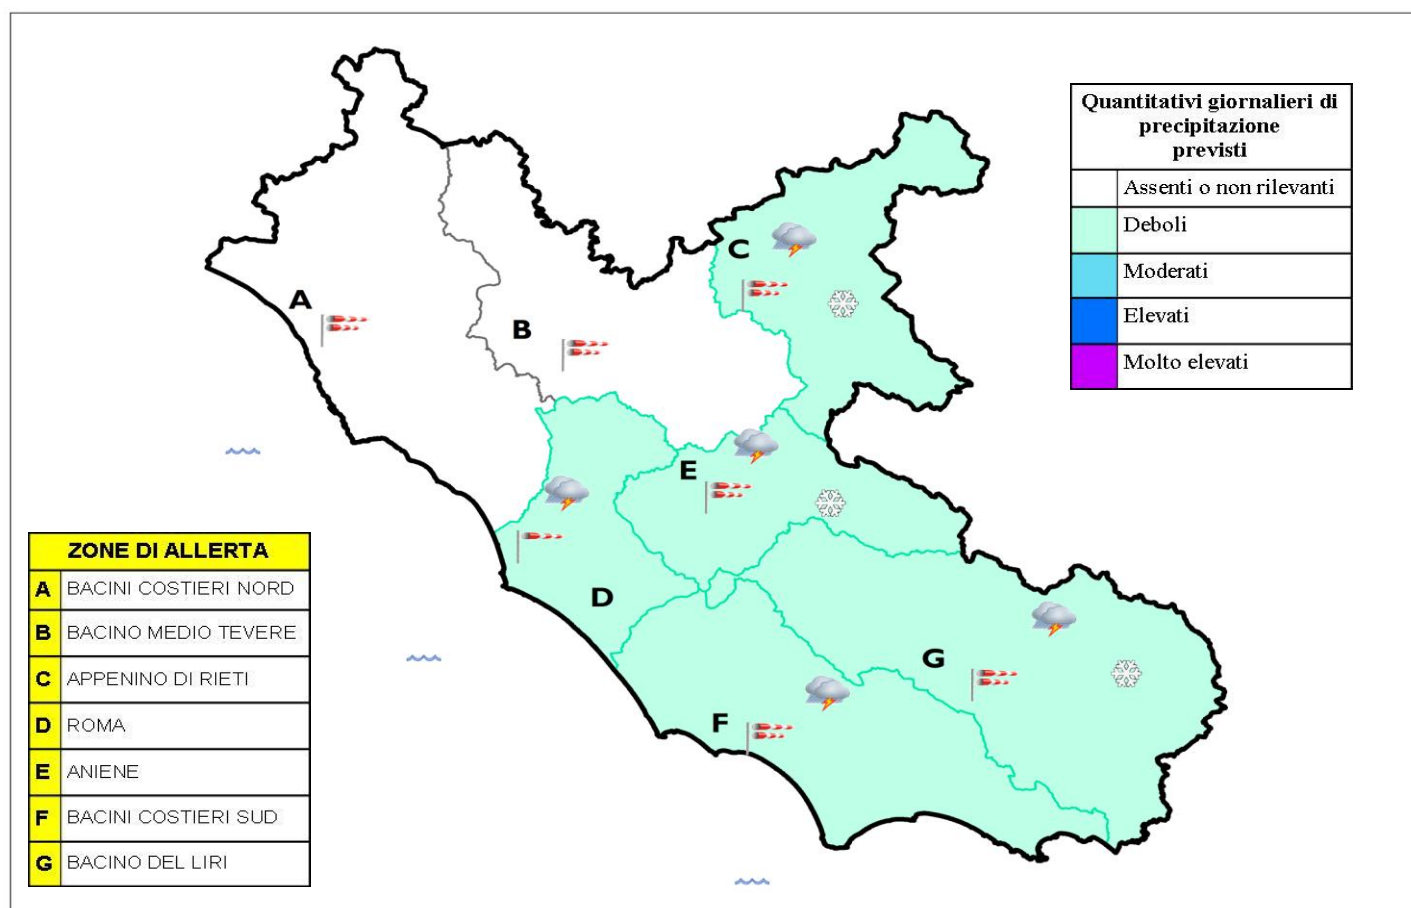 Quantitativi giornalieri di
precipitazione
previsti
Assenti o non rilevanti
Deboli
Moderati
Elevati
Molto elevati
C
A
B
E
D
G
F
ZONE DI ALLERTA
A BACINI COSTIERI NORD
B BACINO MEDIO TEVERE
C APPENINO DI RIETI
D ROMA
E ANIENE
F BACINI COSTIERI SUD
G BACINO DEL LIRI